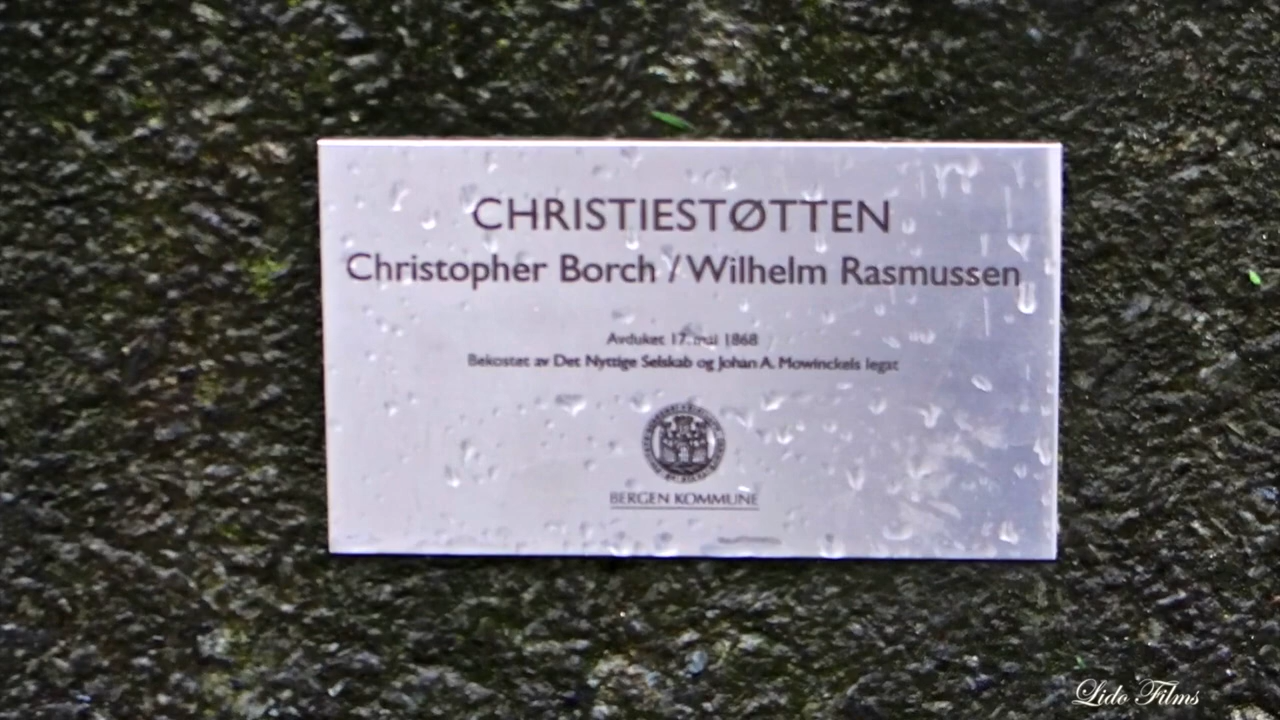 CHRISTIESTØTTEN
Christopher Borch / Wilhelm Rasmussen
Avduket 17. mai 1868
Bekostet av Det Nyttige Selskab og Johan A. Mowinckels legat
BERGEN KOMMUNE
Lido Films